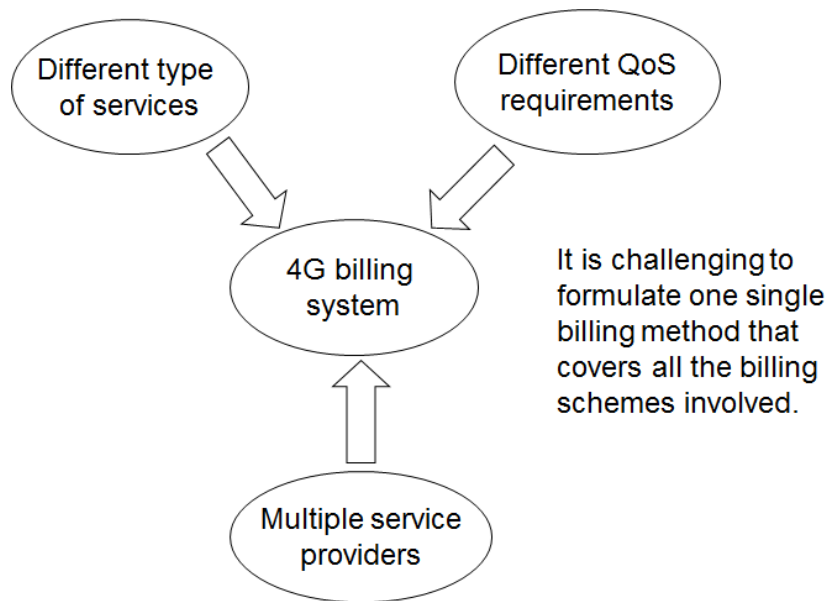 Different type
of services
Different QoS
requirements
4G billing
system
It is challenging to
formulate one single
billing method that
covers all the billing
schemes involved.
Multiple service
providers